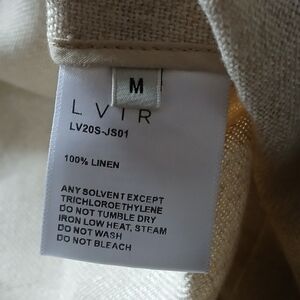 M
LVIR
LV20S-JS01
100% LINEN
ANY SOLVENT EXCEPT
TRICHLOROETHYLENE
DO NOT TUMBLE DRY
IRON LOW HEAT, STEAM
DO NOT WASH
DO NOT BLEACH